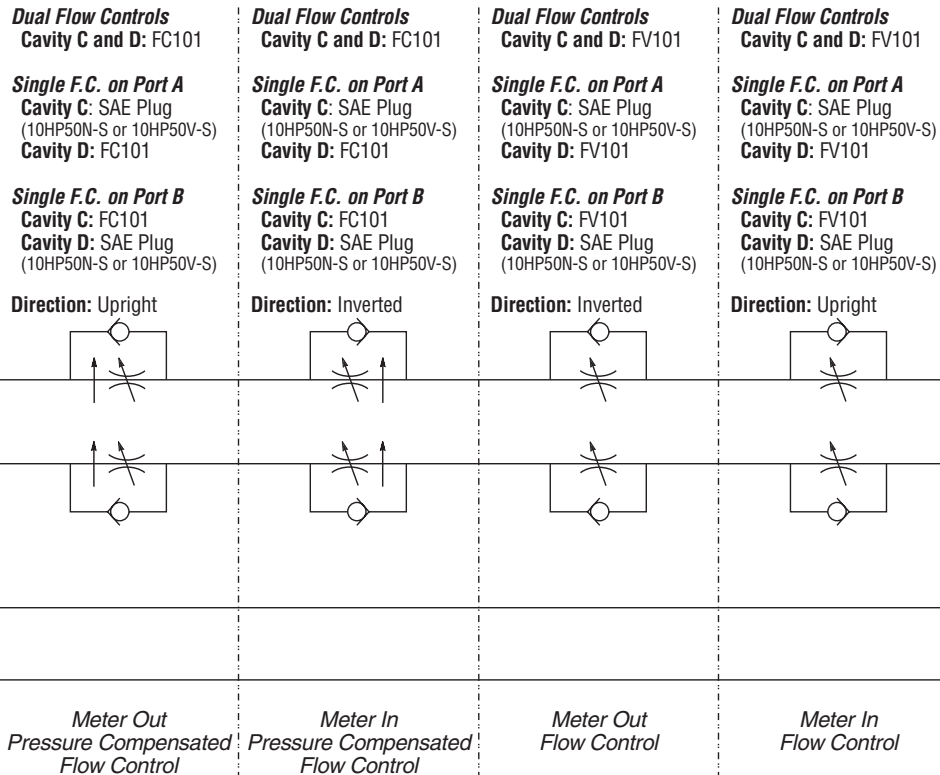 Dual Flow Controls
Cavity C and D: FC101
Single F.C. on Port A
Cavity C: SAE Plug
(10HP50N-S or 10HP50V-S)
Cavity D: FC101
Single F.C. on Port B
Cavity C: FC101
Cavity D: SAE Plug
(10HP50N-S or 10HP50V-S)
Direction: Upright
Meter Out
Pressure Compensated
Flow Control
Dual Flow Controls
Cavity C and D: FC101
Single F.C. on Port A
Cavity C: SAE Plug
(10HP50N-S or 10HP50V-S)
Cavity D: FC101
Single F.C. on Port B
Cavity C: FC101
Cavity D: SAE Plug
(10HP50N-S or 10HP50V-S)
Direction: Inverted
Meter In
Pressure Compensated
Flow Control
Dual Flow Controls
Cavity C and D: FV101
Single F.C. on Port A
Cavity C: SAE Plug
(10HP50N-S or 10HP50V-S)
Cavity D: FV101
Single F.C. on Port B
Cavity C: FV101
Cavity D: SAE Plug
(10HP50N-S or 10HP50V-S)
Direction: Inverted
Meter Out
Flow Control
Dual Flow Controls
Cavity C and D: FV101
Single F.C. on Port A
Cavity C: SAE Plug
(10HP50N-S or 10HP50V-S)
Cavity D: FV101
Single F.C. on Port B
Cavity C: FV101
Cavity D: SAE Plug
(10HP50N-S or 10HP50V-S)
Direction: Upright
Meter In
Flow Control